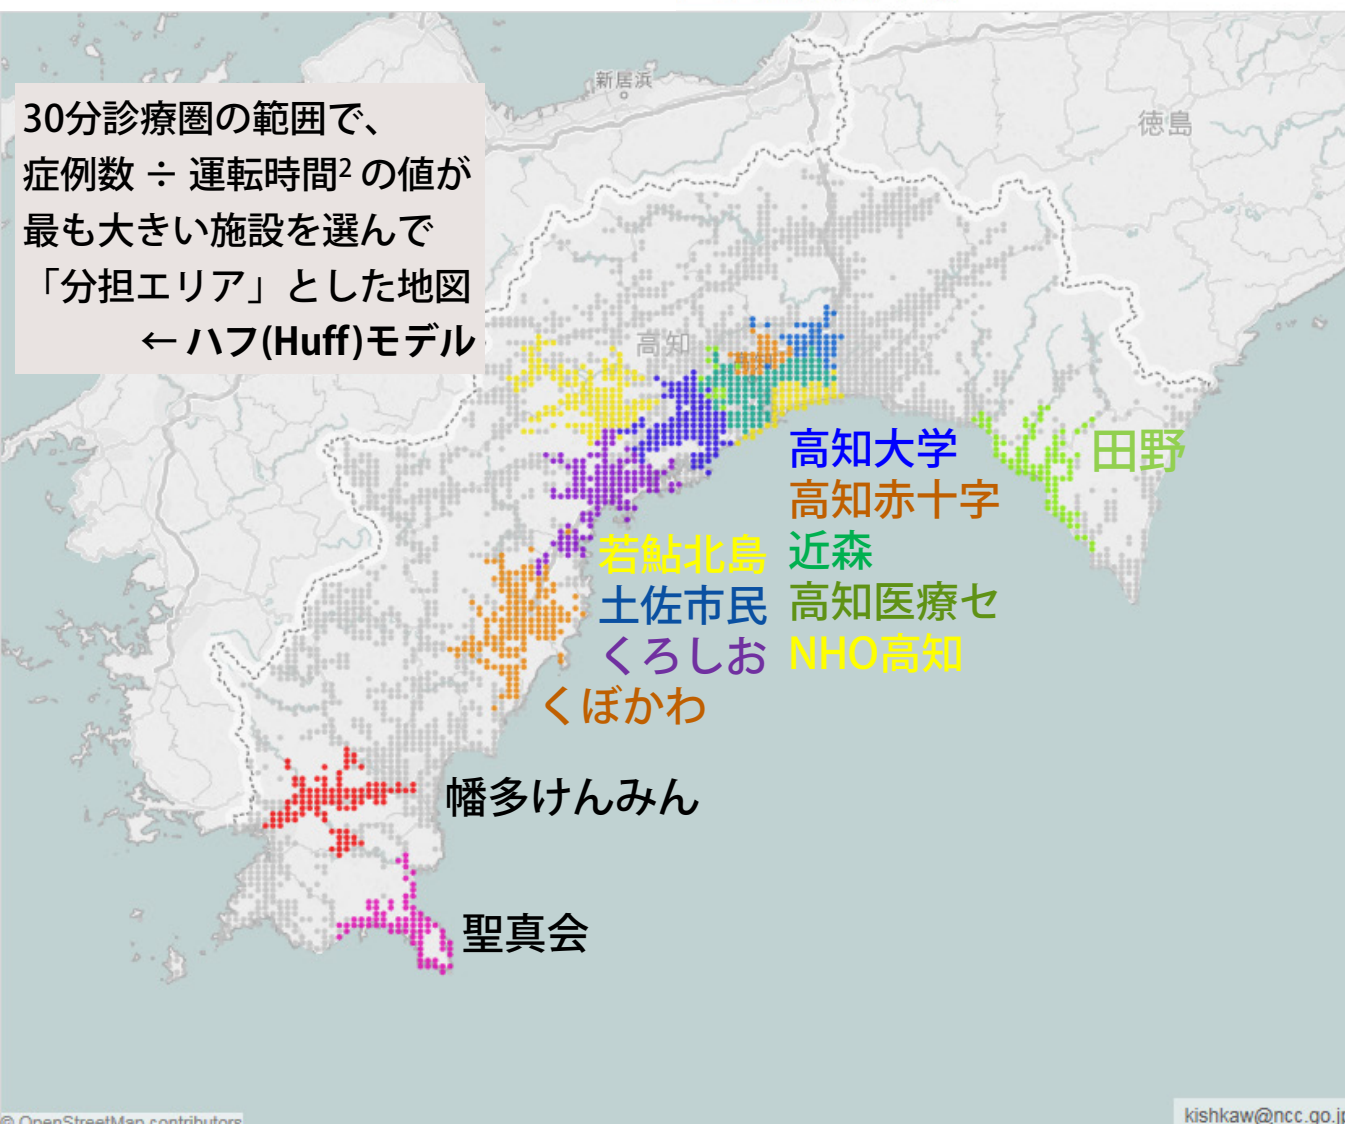 新居浜
徳島
30分診療圏の範囲で、
症例数 ÷ 運転時間² の値が
最も大きい施設を選んで
「分担エリア」とした地図
← ハフ(Huff)モデル
高知
高知大学
田野
高知赤十字
若鮎北島
近森
土佐市民
高知医療セ
くろしお
NHO高知
くぼかわ
幡多けんみん
聖真会
© OpenStreetMap contributors
kishkaw@ncc.go.jp